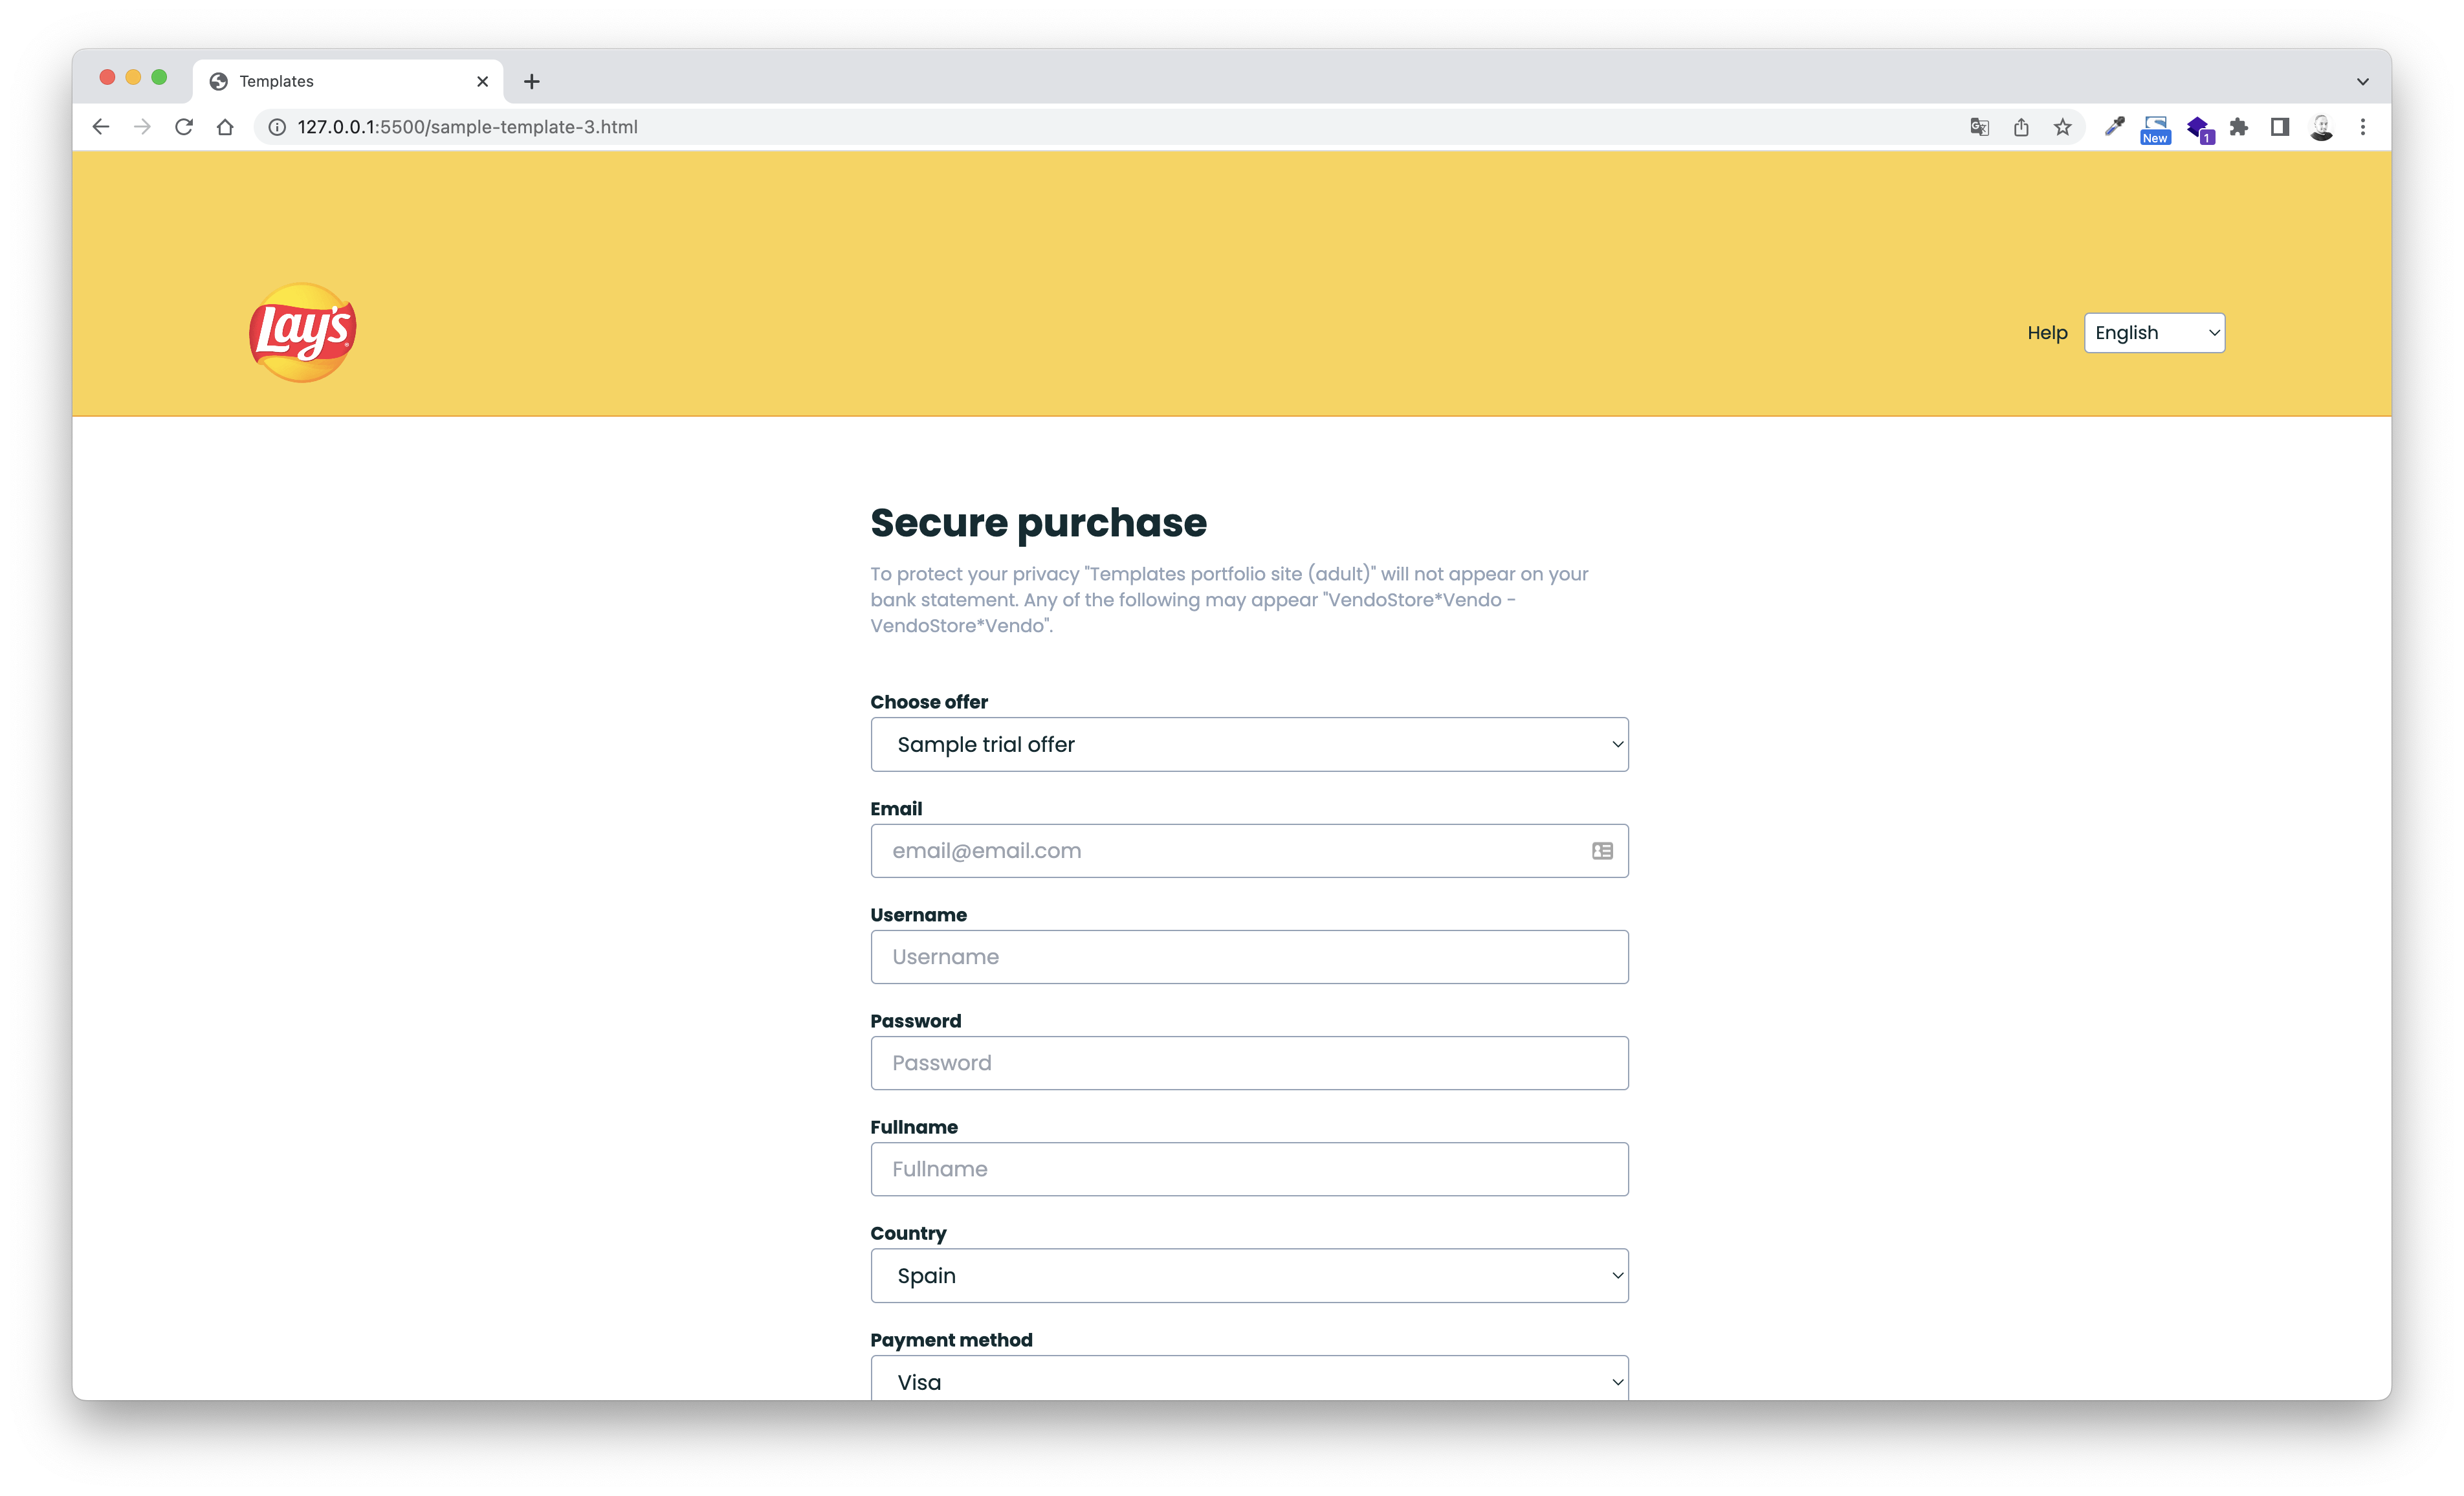 Templates
127.0.0.1:5500/sample-template-3.html
New
1
Lay's
Help
English
Secure purchase
To protect your privacy "Templates portfolio site (adult)" will not appear on your
bank statement. Any of the following may appear "VendoStore*Vendo -
VendoStore*Vendo".
Choose offer
Sample trial offer
Email
email@email.com
Username
Username
Password
Password
Fullname
Fullname
Country
Spain
Payment method
Visa